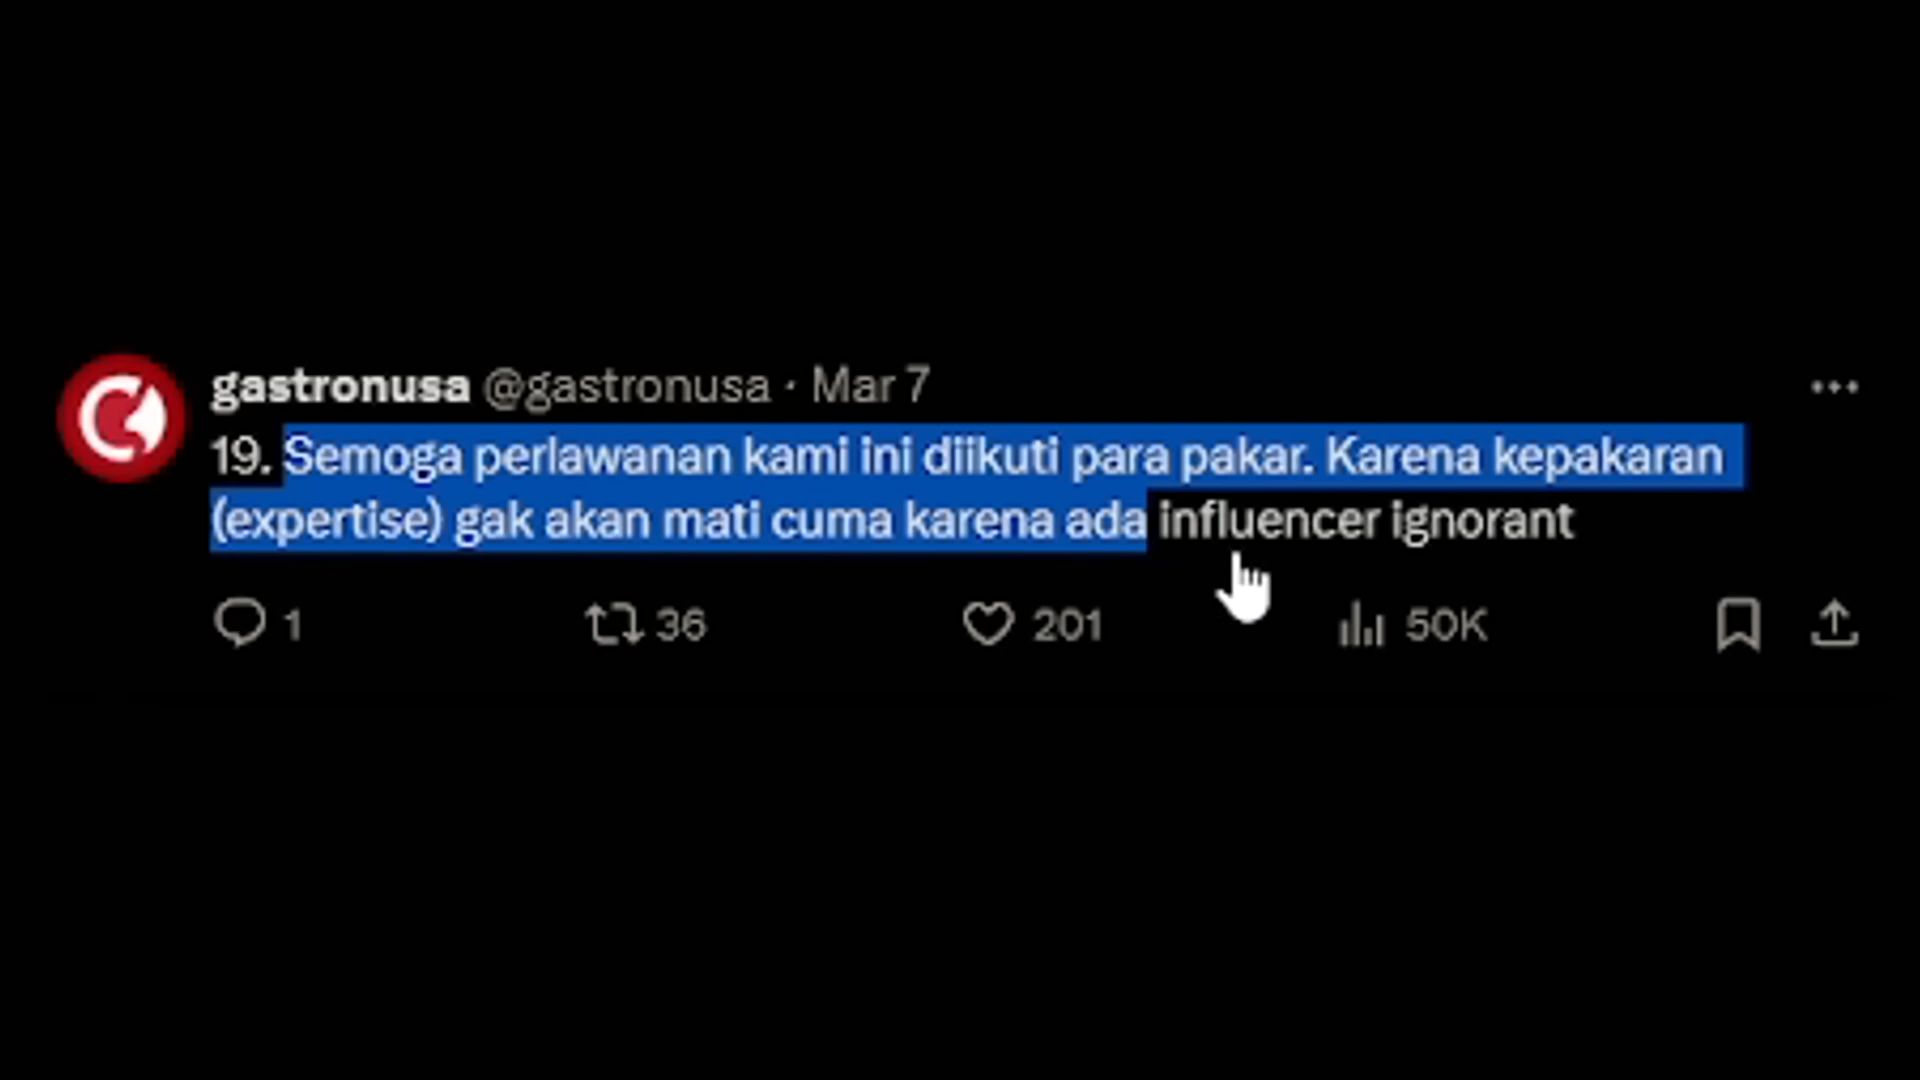 gastronusa @gastronusa · Mar 7
19. Semoga perlawanan kami ini diikuti para pakar. Karena kepakaran
(expertise) gak akan mati cuma karena ada influencer ignorant
1 36 201 50K